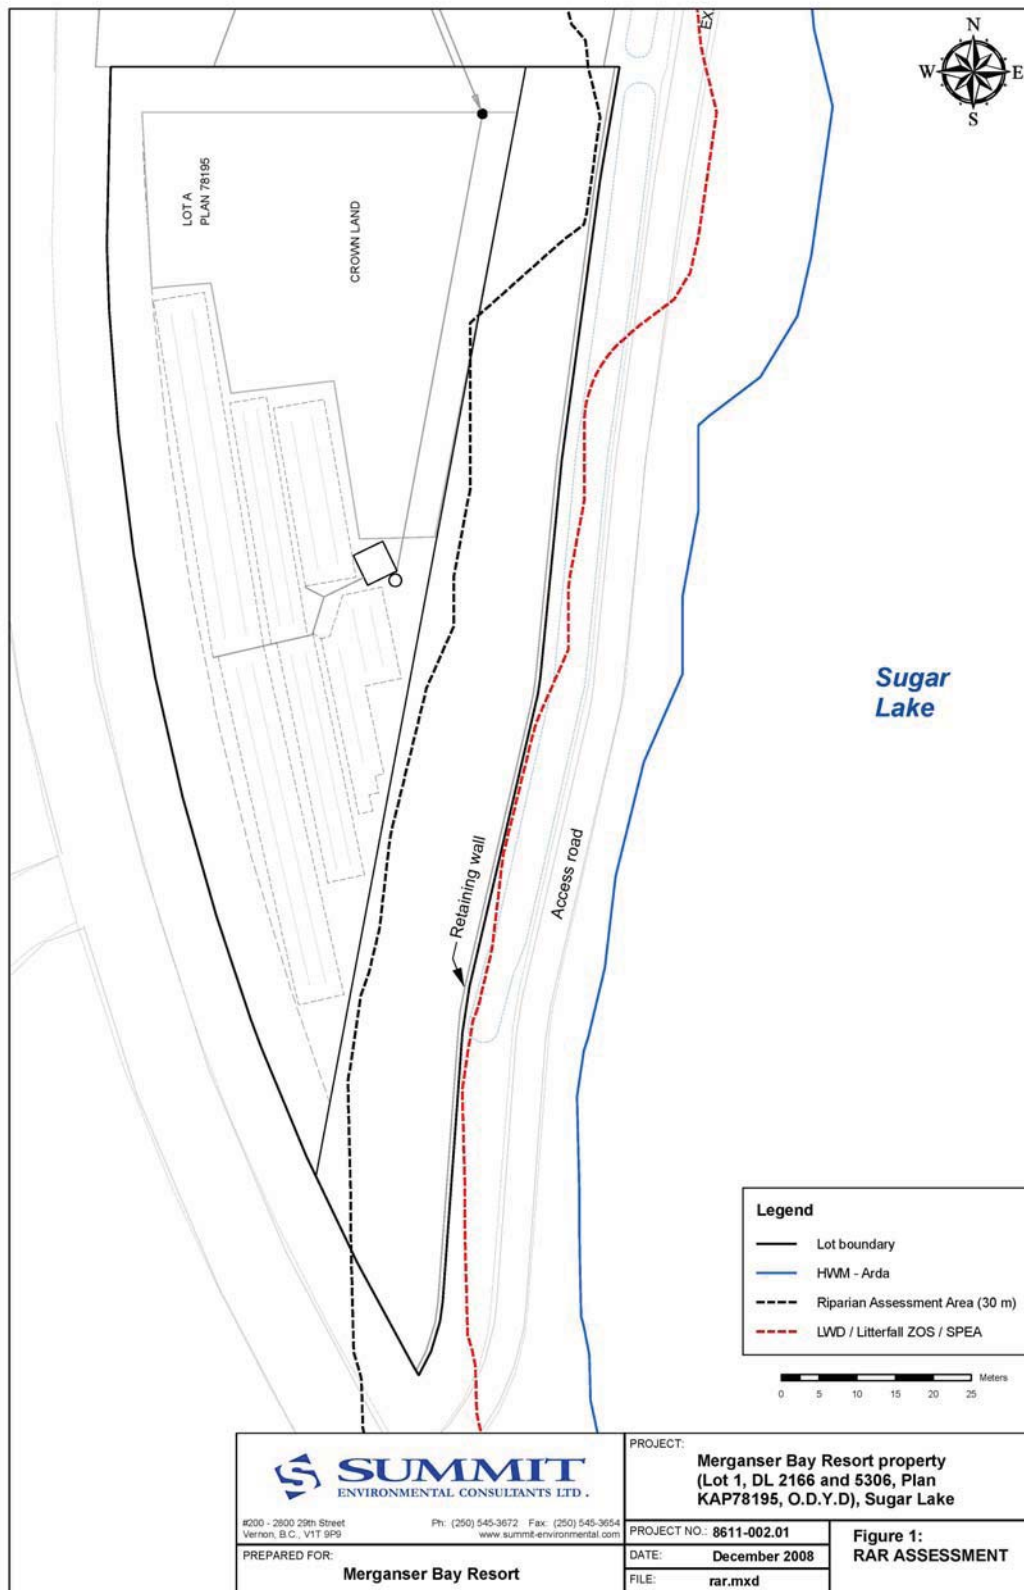 EX
N
W
E
S
LOT A
PLAN 78195
CROWN LAND
Sugar
Lake
Retaining wall
Access road
Legend
Lot boundary
HWM - Arda
Riparian Assessment Area (30 m)
LWD / Litterfall ZOS / SPEA
Meters
0 5 10 15 20 25
SUMMIT
ENVIRONMENTAL CONSULTANTS LTD.
#200 - 2800 29th Street
Vernon, B.C., V1T 9P9
Ph: (250) 545-3672 Fax: (250) 545-3654
www.summit-environmental.com
PREPARED FOR:
Merganser Bay Resort
PROJECT:
Merganser Bay Resort property
(Lot 1, DL 2166 and 5306, Plan
KAP78195, O.D.Y.D), Sugar Lake
PROJECT NO.: 8611-002.01
DATE: December 2008
FILE: rar.mxd
Figure 1:
RAR ASSESSMENT